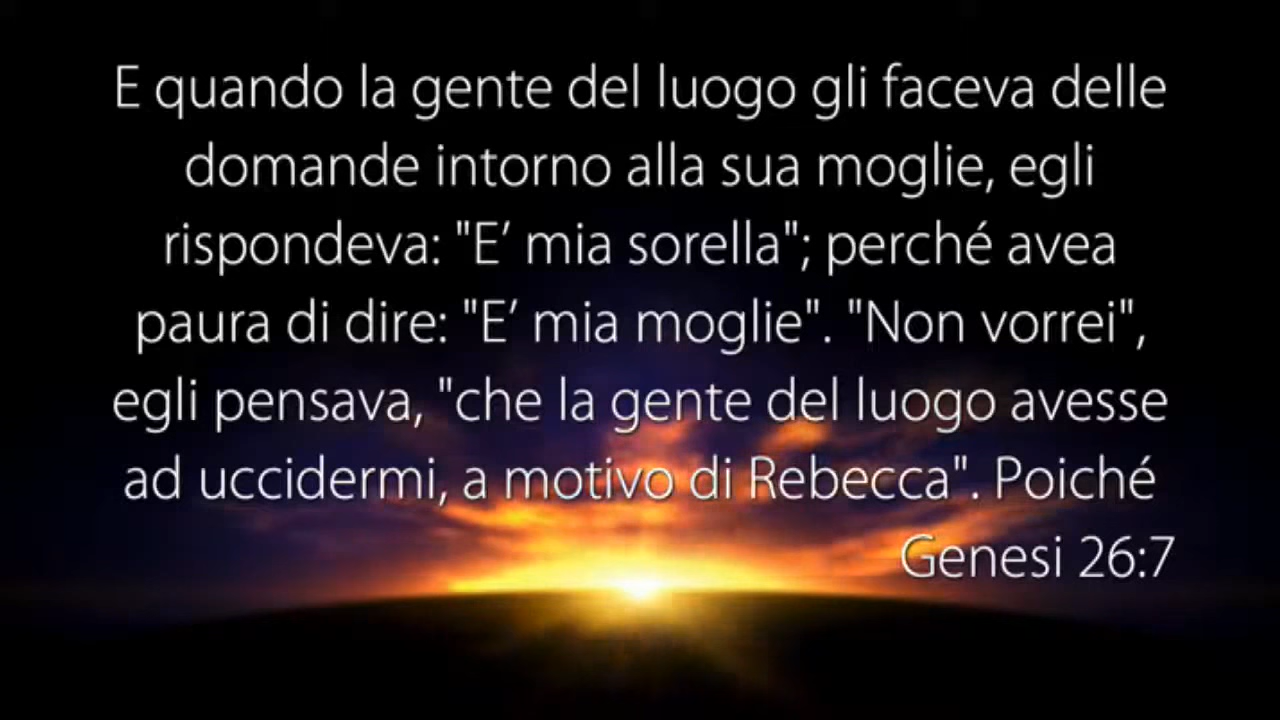 E quando la gente del luogo gli faceva delle
domande intorno alla sua moglie, egli
rispondeva: "E’ mia sorella"; perché avea
paura di dire: "E’ mia moglie". "Non vorrei",
egli pensava, "che la gente del luogo avesse
ad uccidermi, a motivo di Rebecca". Poiché
Genesi 26:7